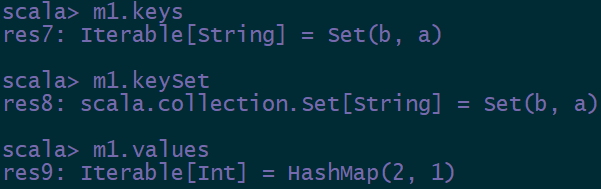 scala> m1.keys
res7: Iterable[String] = Set(b, a)
scala> m1.keySet
res8: scala.collection.Set[String] = Set(b, a)
scala> m1.values
res9: Iterable[Int] = HashMap(2, 1)